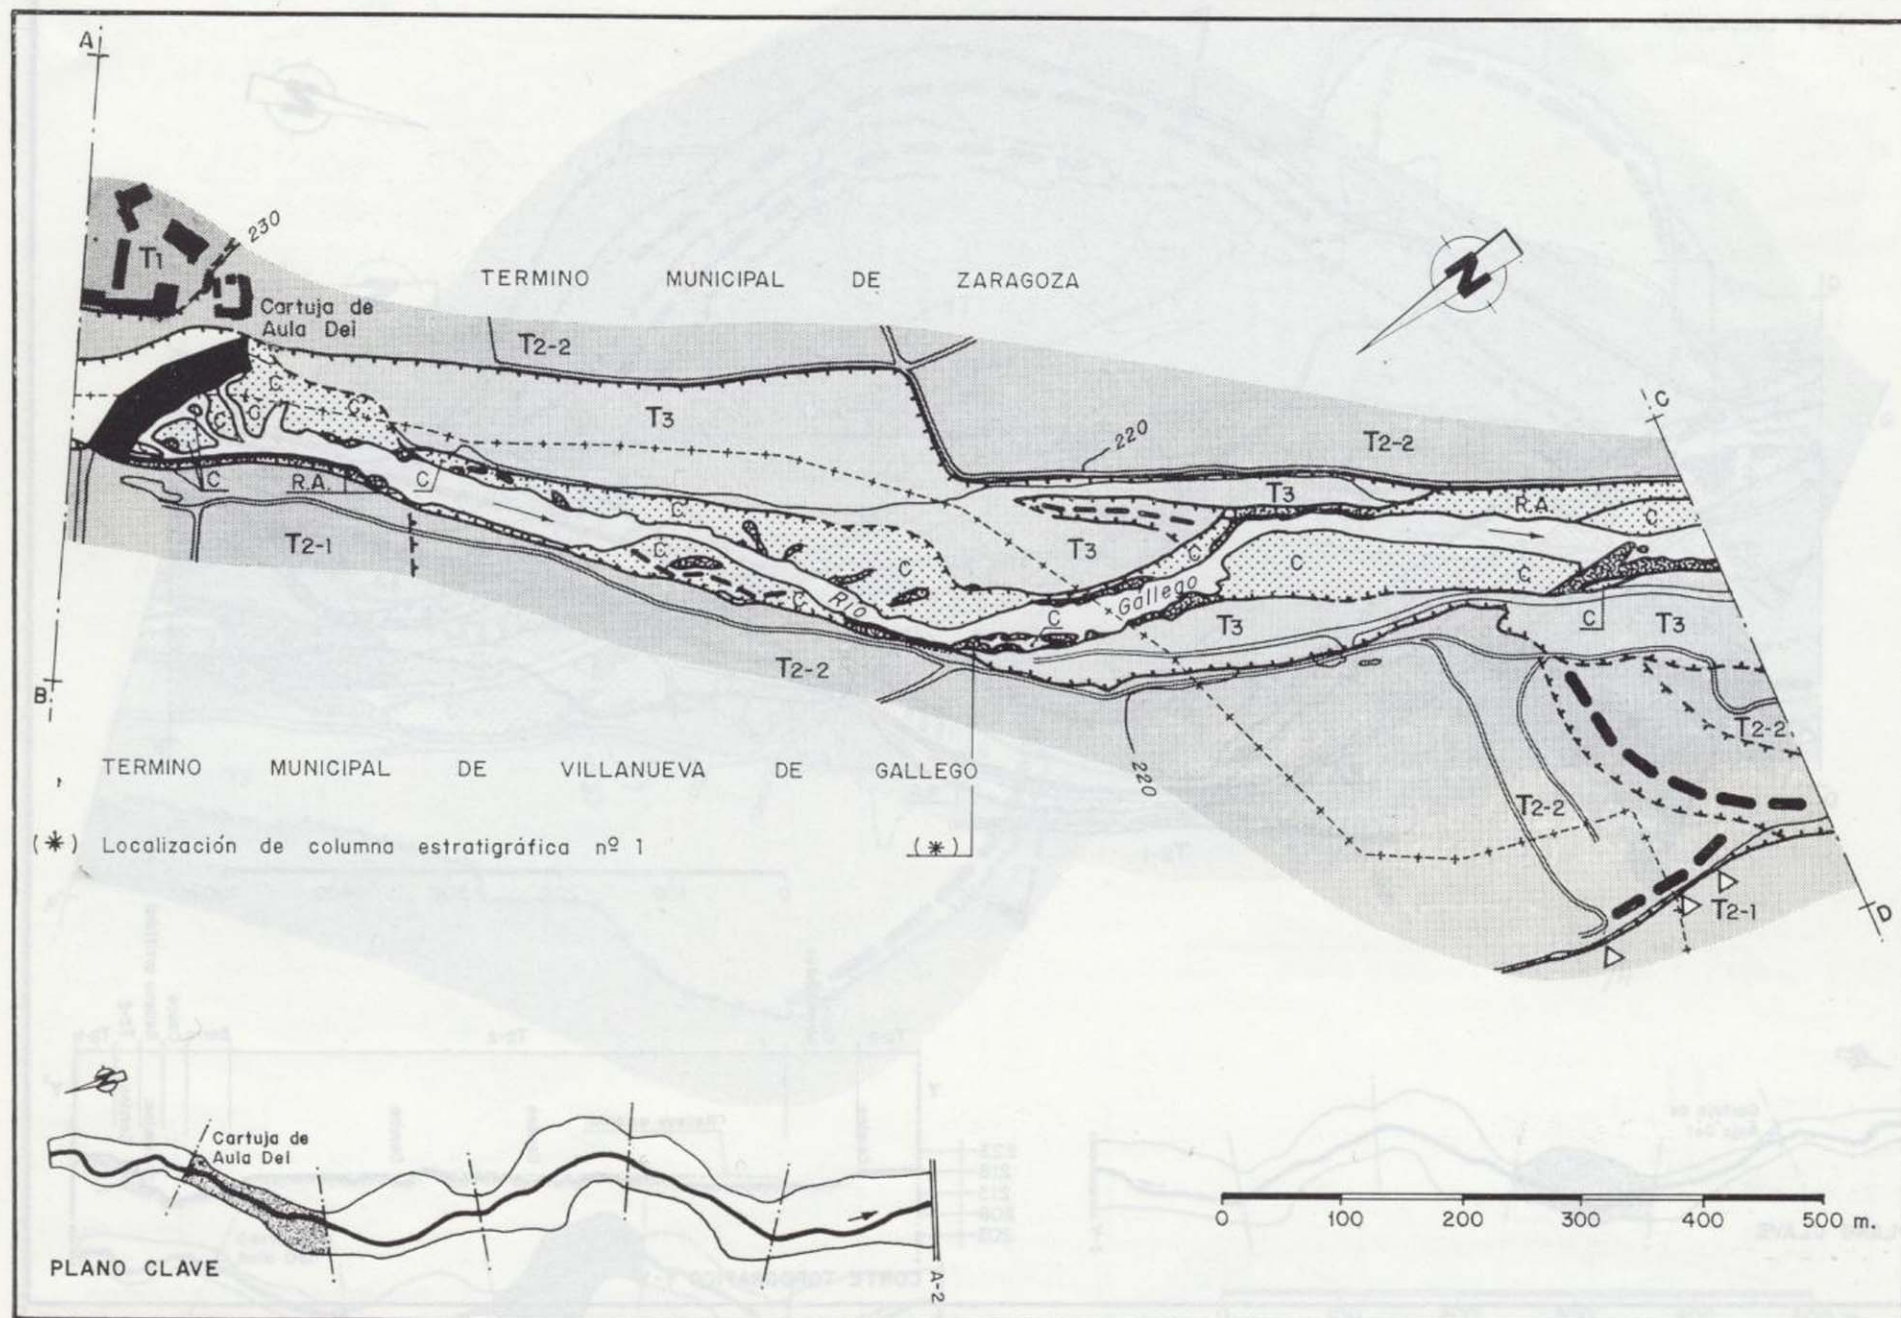 A
230
T1
N
TERMINO MUNICIPAL DE ZARAGOZA
Cartuja de
Aula Dei
T2-2
C
C
C
C
C
T3
220
T2-2
C
R.A.
C
C
T3
R.A.
C
T2-1
C
C
T3
C
C
C
C
Río
Gallego
C
T3
C
T3
T2-2
B
T2-2
TERMINO MUNICIPAL DE VILLANUEVA DE GALLEGO
220
T2-2
(*) Localización de columna estratigráfica nº 1
(*)
T2-1
D
Cartuja de
Aula Dei
PLANO CLAVE
A-2
0 100 200 300 400 500 m.